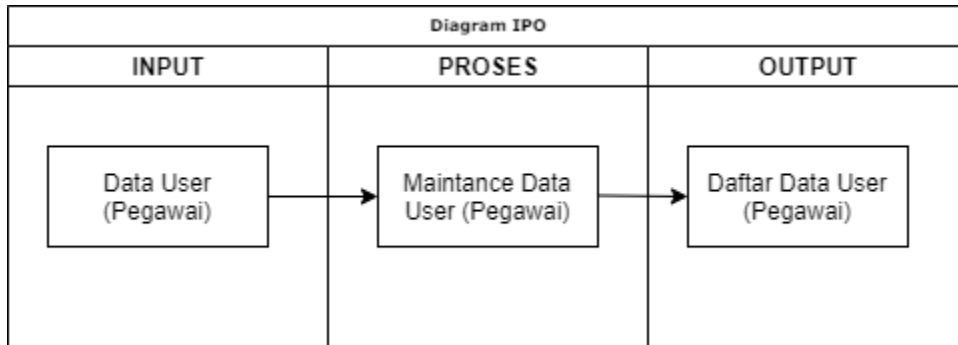 Diagram IPO
INPUT
PROSES
OUTPUT
Data User
(Pegawai)
Maintance Data
User (Pegawai)
Daftar Data User
(Pegawai)